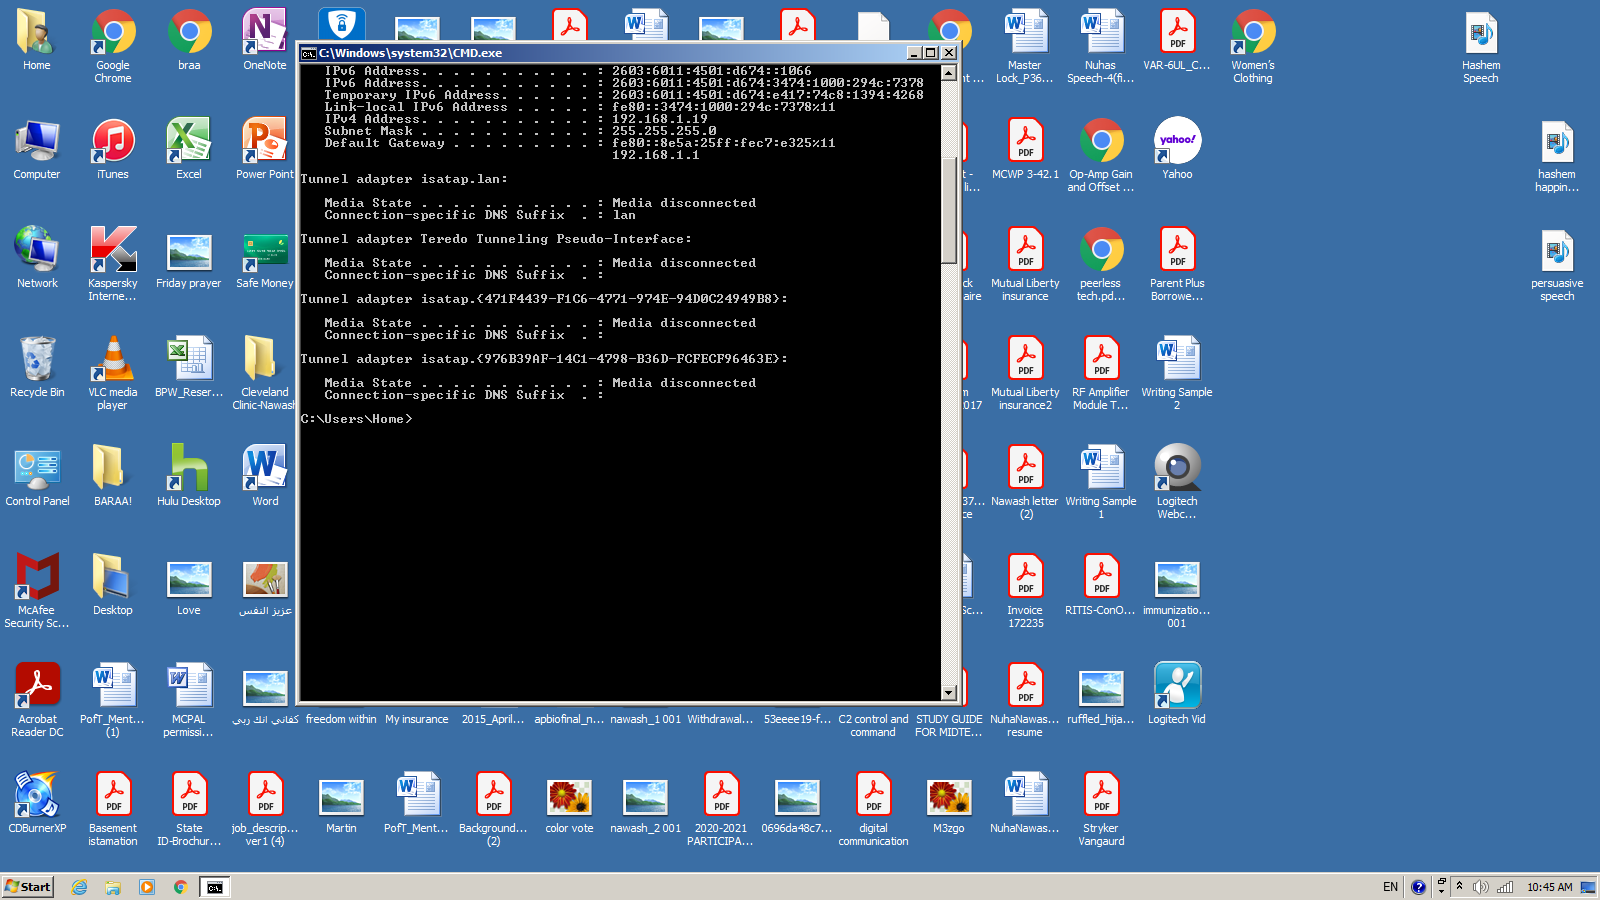 C:\Windows\system32\CMD.exe
IPv6 Address. . . . . . . . . . . : 2603:6011:4501:d674::1066
IPv6 Address. . . . . . . . . . . : 2603:6011:4501:d674:3474:1000:294c:7378
Temporary IPv6 Address. . . . . . : 2603:6011:4501:d674:e417:74c8:1394:4268
Link-local IPv6 Address . . . . . : fe80::3474:1000:294c:7378%11
IPv4 Address. . . . . . . . . . . : 192.168.1.19
Subnet Mask . . . . . . . . . . . : 255.255.255.0
Default Gateway . . . . . . . . . : fe80::8e5a:25ff:fec7:e325%11
192.168.1.1
Tunnel adapter isatap.lan:
Media State . . . . . . . . . . . : Media disconnected
Connection-specific DNS Suffix  . : lan
Tunnel adapter Teredo Tunneling Pseudo-Interface:
Media State . . . . . . . . . . . : Media disconnected
Connection-specific DNS Suffix  . :
Tunnel adapter isatap.{471F4439-F1C6-4771-974E-94D0C24949B8}:
Media State . . . . . . . . . . . : Media disconnected
Connection-specific DNS Suffix  . :
Tunnel adapter isatap.{976B39AF-14C1-4798-B36D-FCFECF96463E}:
Media State . . . . . . . . . . . : Media disconnected
Connection-specific DNS Suffix  . :
C:\Users\Home>
Home
Google
Chrome
braa
OneNote
Master
Lock_P36...
Nuhas
Speech-4(fi...
VAR-6UL_C...
Women's
Clothing
Hashem
Speech
Computer
iTunes
Excel
Power Point
MCWP 3-42.1
Op-Amp Gain
and Offset ...
yahoo!
Yahoo
hashem
happin...
Network
Kaspersky
Interne...
Friday prayer
Safe Money
Mutual Liberty
insurance
peerless
tech.pd...
Parent Plus
Borrowe...
persuasive
speech
Recycle Bin
VLC media
player
BPW_Reser...
Cleveland
Clinic-Nawash
2017
Mutual Liberty
insurance2
RF Amplifier
Module T...
Writing Sample
2
Control Panel
BARAA!
Hulu Desktop
Word
Nawash letter
(2)
Writing Sample
1
Logitech
Webc...
McAfee
Security Sc...
Desktop
Love
عزيز النفس
Invoice
172235
RITIS-ConO...
immunizatio...
001
Acrobat
Reader DC
PofT_Ment...
(1)
MCPAL
permissi...
كفاني انك ربي
freedom within
My insurance
2015_April...
apbiofinal_n...
nawash_1 001
Withdrawal...
53eeee19-f...
C2 control and
command
STUDY GUIDE
FOR MIDTE...
NuhaNawas...
resume
ruffled_hija...
Logitech Vid
CDBurnerXP
Basement
istamation
State
ID-Brochur...
job_descrip...
ver1 (4)
Martin
PofT_Ment...
Background...
(2)
color vote
nawash_2 001
2020-2021
PARTICIPA...
0696da48c7...
digital
communication
M3zgo
NuhaNawas...
Stryker
Vangaurd
Start
EN
10:45 AM